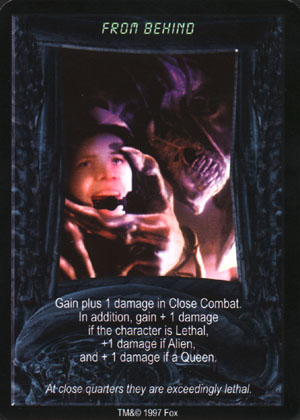 FROM BEHIND
Gain plus 1 damage in Close Combat.
In addition, gain + 1 damage
if the character is Lethal,
+1 damage if Alien,
and + 1 damage if a Queen.
At close quarters they are exceedingly lethal.
TM&© 1997 Fox